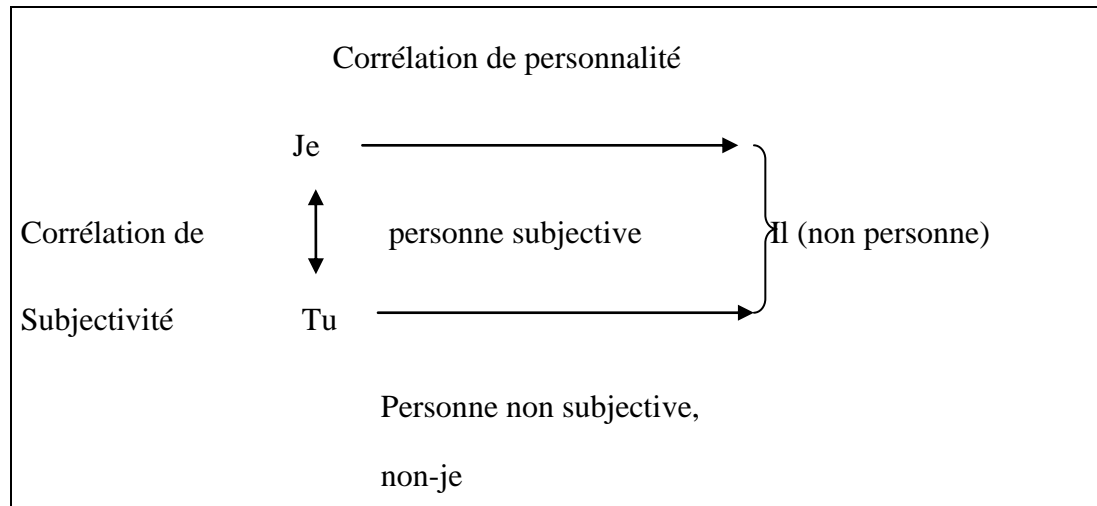 Corrélation de personnalité
Je
Corrélation de personne subjective Il (non personne)
Subjectivité Tu
Personne non subjective,
non-je